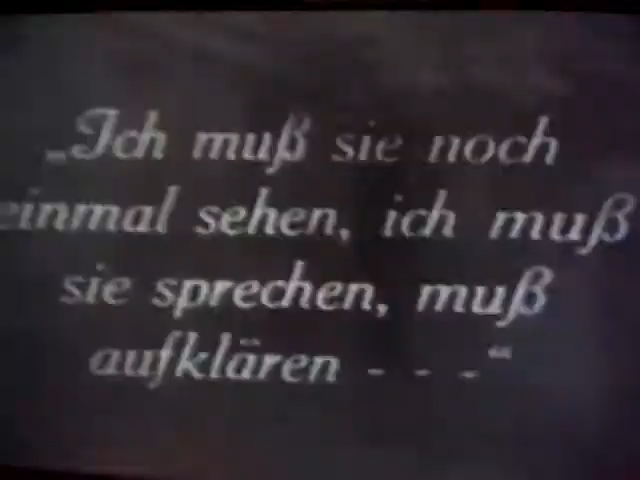 „Ich muß sie noch
einmal sehen, ich muß
sie sprechen, muß
aufklären - - -“